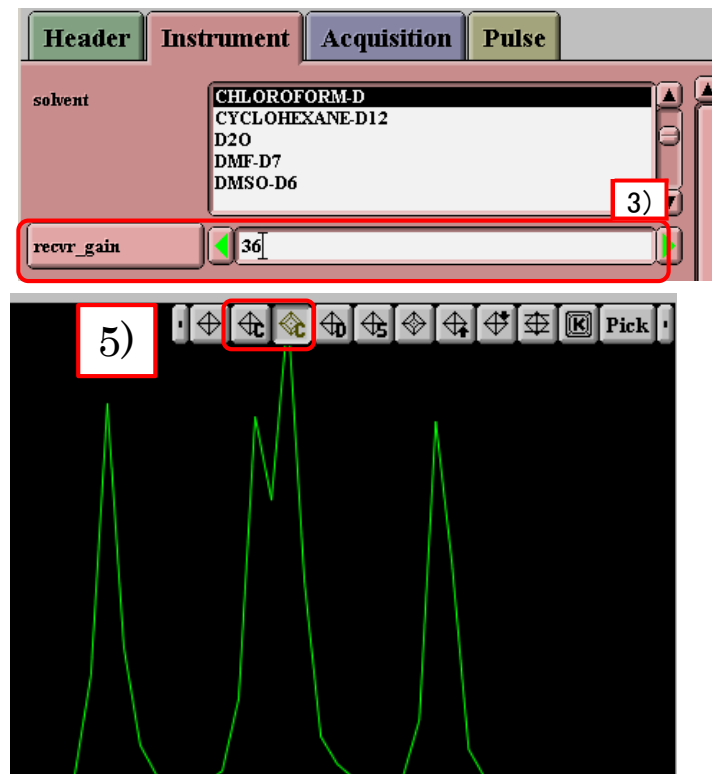 Header Instrument Acquisition Pulse
solvent
CHLOROFORM-D
CYCLOHEXANE-D12
D2O
DMF-D7
DMSO-D6
3)
recvr_gain 36
5)
C C D S K Pick